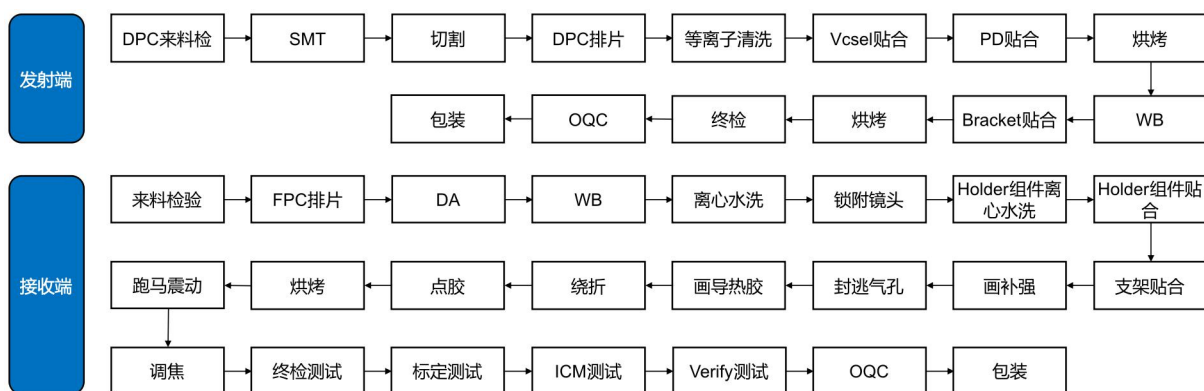 发射端
DPC来料检
SMT
切割
DPC排片
等离子清洗
Vcsel贴合
PD贴合
烘烤
包装
OQC
终检
烘烤
Bracket贴合
WB
接收端
来料检验
FPC排片
DA
WB
离心水洗
锁附镜头
Holder组件离
心水洗
Holder组件贴
合
跑马震动
烘烤
点胶
绕折
画导热胶
封逃气孔
画补强
支架贴合
调焦
终检测试
标定测试
ICM测试
Verify测试
OQC
包装